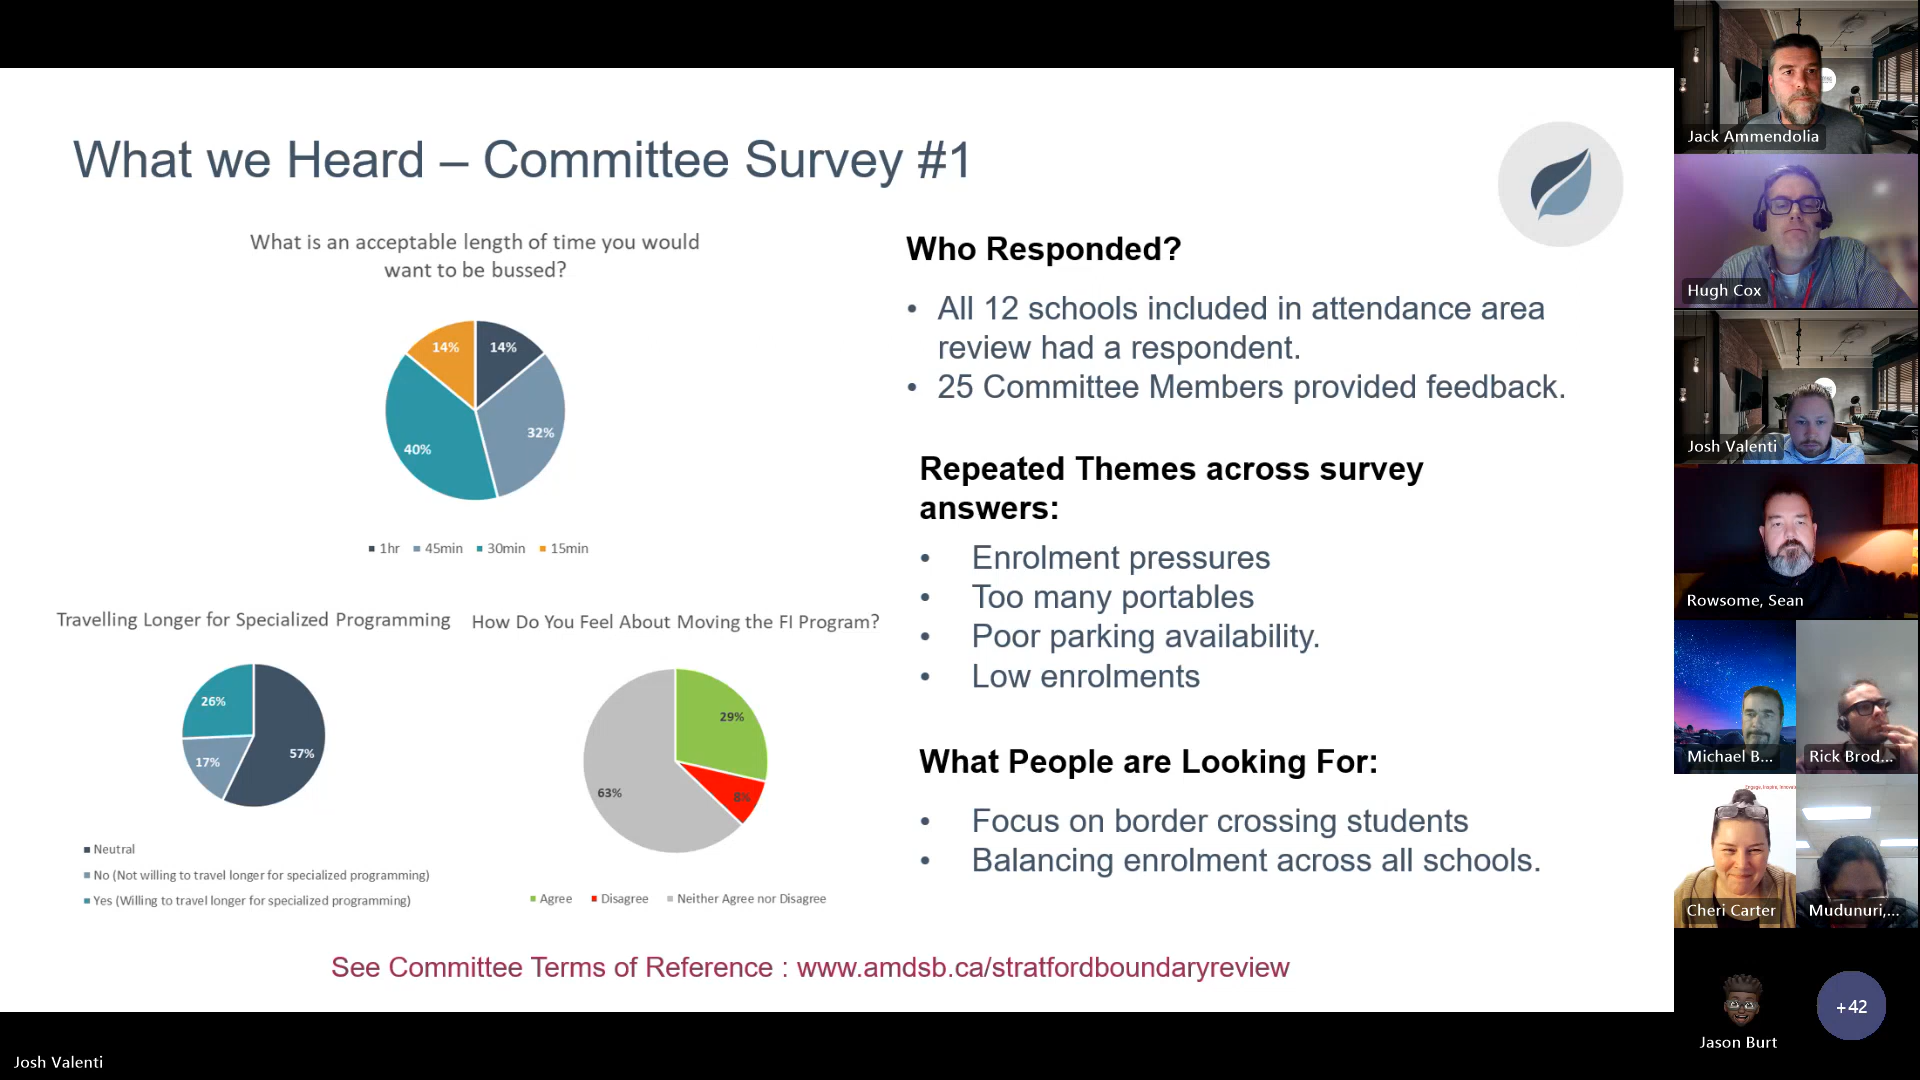 What we Heard – Committee Survey #1
What is an acceptable length of time you would
want to be bussed?
14%
14%
32%
40%
1hr
45min
30min
15min
Travelling Longer for Specialized Programming
26%
17%
57%
Neutral
No (Not willing to travel longer for specialized programming)
Yes (Willing to travel longer for specialized programming)
How Do You Feel About Moving the FI Program?
29%
8%
63%
Agree
Disagree
Neither Agree nor Disagree
Who Responded?
• All 12 schools included in attendance area
review had a respondent.
• 25 Committee Members provided feedback.
Repeated Themes across survey
answers:
• Enrolment pressures
• Too many portables
• Poor parking availability.
• Low enrolments
What People are Looking For:
• Focus on border crossing students
• Balancing enrolment across all schools.
See Committee Terms of Reference : www.amdsb.ca/stratfordboundaryreview
Josh Valenti
Jack Ammendolia
Hugh Cox
Josh Valenti
Rowsome, Sean
Michael B...
Rick Brod...
Cheri Carter
Mudunuri,...
Jason Burt
+42